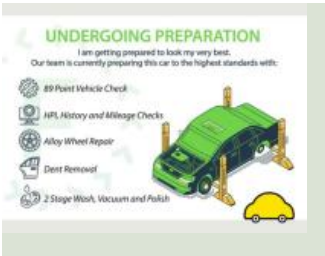 UNDERGOING PREPARATION
I am getting prepared to look my very best.
Our team is currently preparing this car to the highest standards with:
89 Point Vehicle Check
HPI, History and Mileage Checks
Alloy Wheel Repair
Dent Removal
2 Stage Wash, Vacuum and Polish